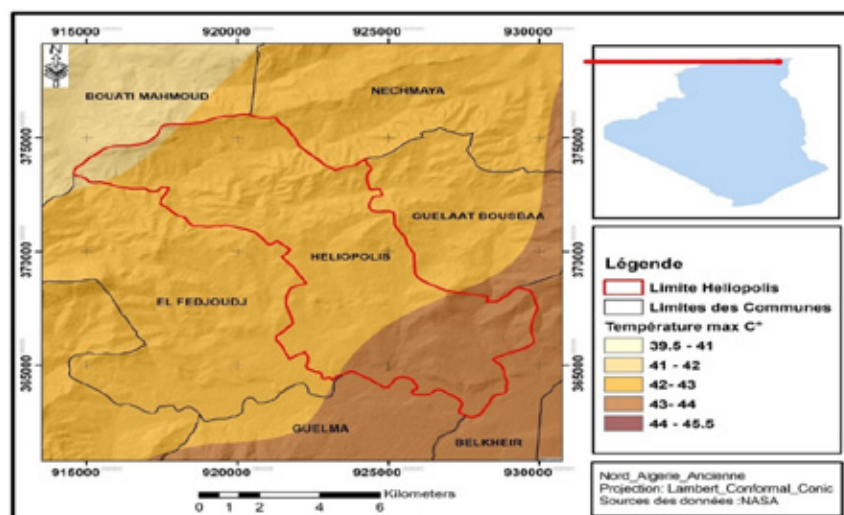 915000 920000 925000 930000
N
BOUATI MAHMOUD
NECHMAYA
375000
375000
GUELAAT BOUSBAA
HELIOPOLIS
370000
370000
EL FEDJOUDJ
365000
365000
GUELMA
BELKHEIR
915000 920000 925000 930000
Kilometers
0 1 2 4 6
Légende
Limite Heliopolis
Limites des Communes
Température max C°
39.5 - 41
41 - 42
42- 43
43- 44
44 - 45.5
Nord_Algerie_Ancienne
Projection: Lambert_Conformal_Conic
Sources des données :NASA